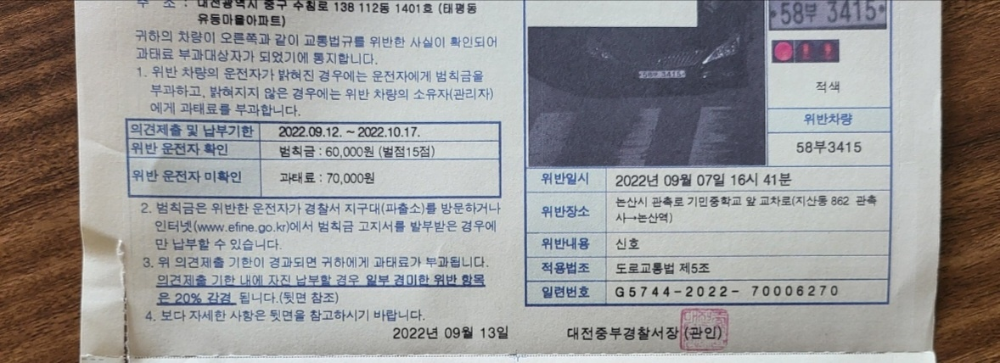 주 소 : 대전광역시 중구 수침로 138 112동 1401호 (태평동
유등마을아파트)
귀하의 차량이 오른쪽과 같이 교통법규를 위반한 사실이 확인되어
과태료 부과대상자가 되었기에 통지합니다.
1. 위반 차량의 운전자가 밝혀진 경우에는 운전자에게 범칙금을
부과하고, 밝혀지지 않은 경우에는 위반 차량의 소유자(관리자)
에게 과태료를 부과합니다.
의견제출 및 납부기한 2022.09.12. ~ 2022.10.17.
위반 운전자 확인 범칙금 : 60,000원 (벌점15점)
위반 운전자 미확인 과태료 : 70,000원
2. 범칙금은 위반한 운전자가 경찰서 지구대(파출소)를 방문하거나
인터넷(www.efine.go.kr)에서 범칙금 고지서를 발부받은 경우에
만 납부할 수 있습니다.
3. 위 의견제출 기한이 경과되면 귀하에게 과태료가 부과됩니다.
의견제출 기한 내에 자진 납부할 경우 일부 경미한 위반 항목
은 20% 감경 됩니다.(뒷면 참조)
4. 보다 자세한 사항은 뒷면을 참고하시기 바랍니다.
2022년 09월 13일
58부 3415
58부 3415
적색
위반차량
58부3415
위반일시 2022년 09월 07일 16시 41분
위반장소 논산시 관촉로 기민중학교 앞 교차로(지산동 862 관촉
사→논산역)
위반내용 신호
적용법조 도로교통법 제5조
일련번호 G5744-2022- 70006270
대전중부경찰서장 (관인)